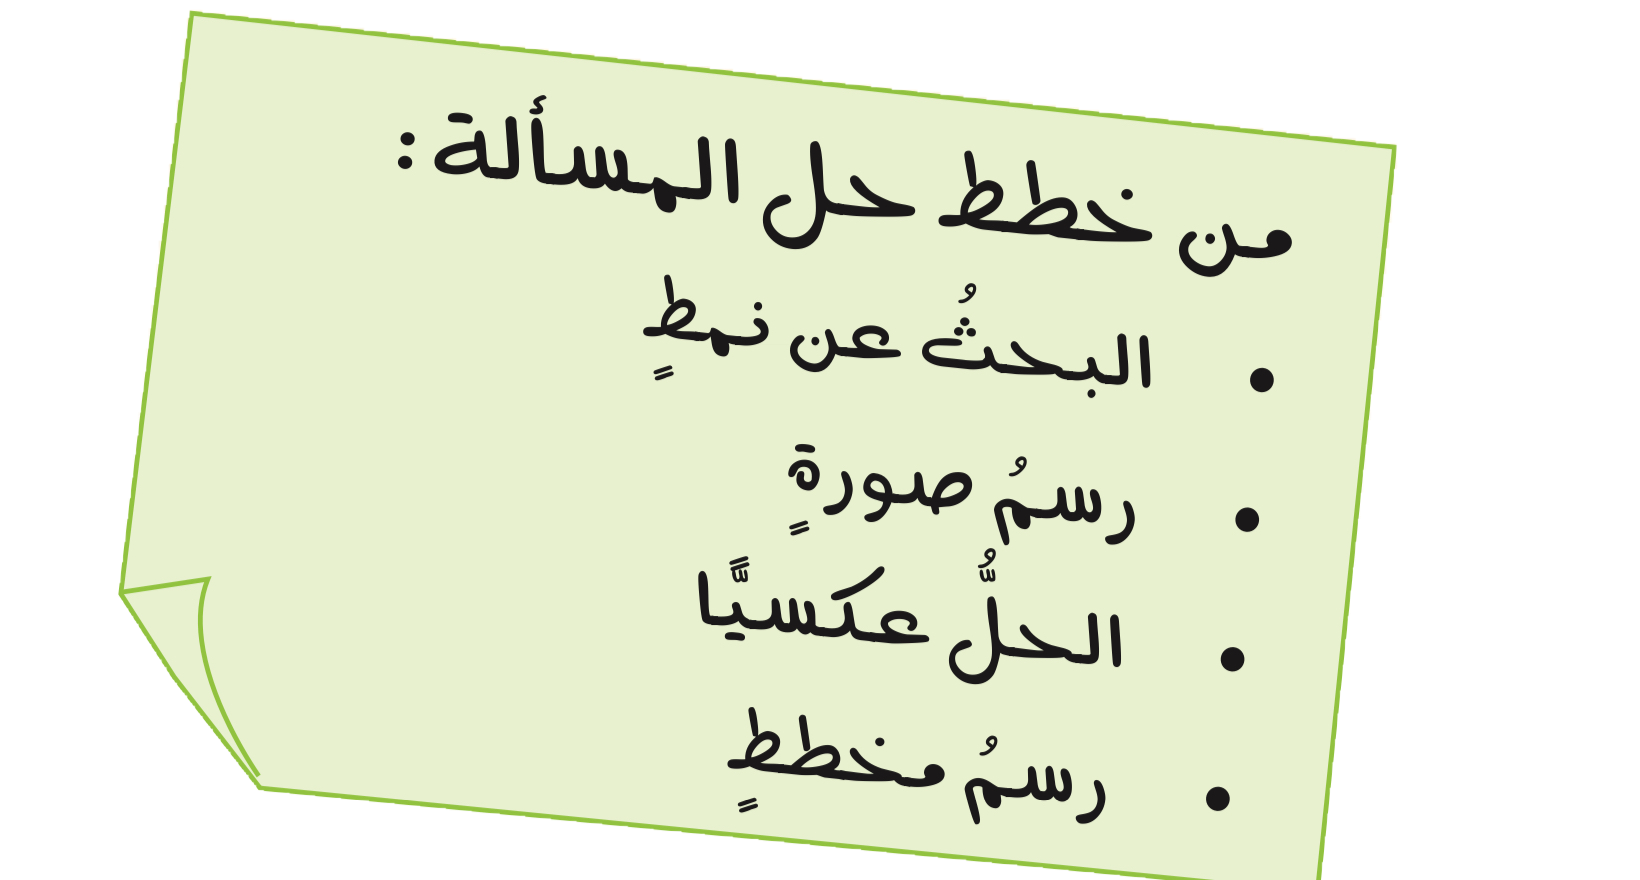 من خطط حل المسألة:
• البحثُ عن نمطٍ
• رسمُ صورةٍ
• الحلُّ عكسيًّا
• رسمُ مخططٍ